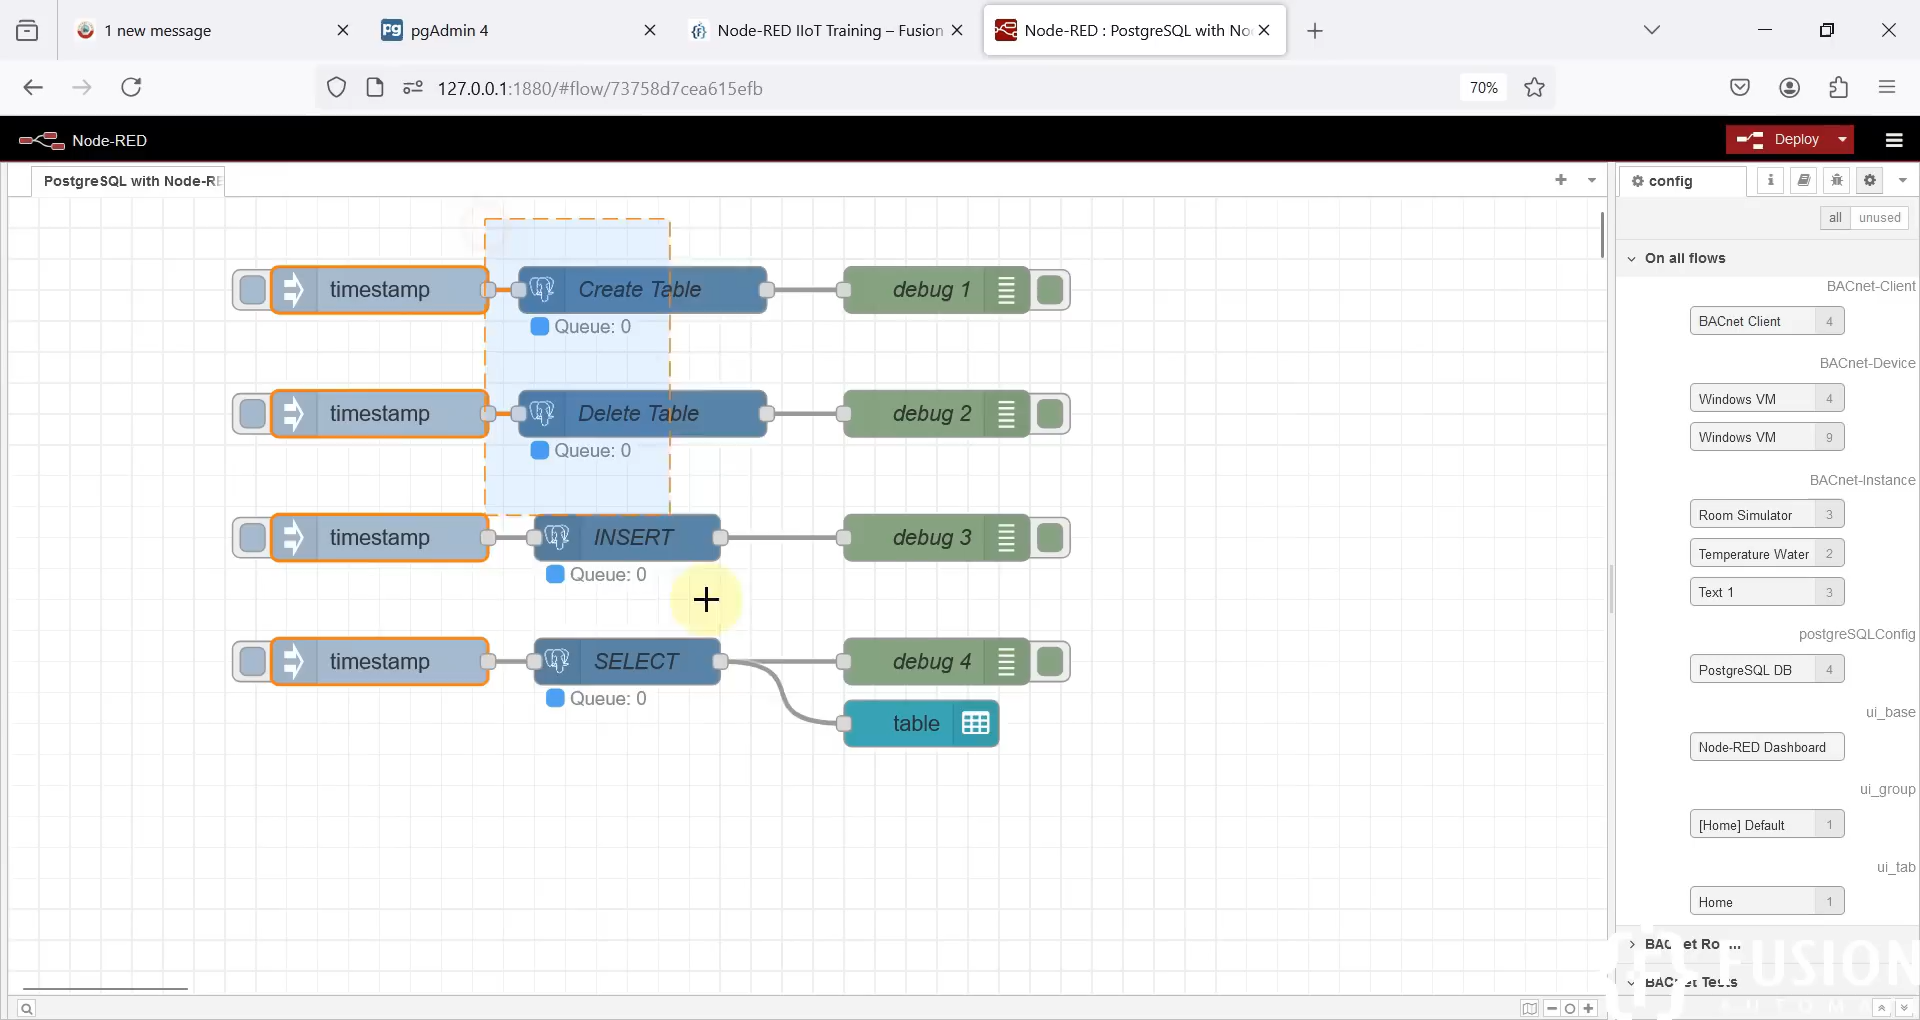 1 new message
pgAdmin 4
Node-RED IIoT Training – Fusion
Node-RED : PostgreSQL with No
127.0.0.1:1880/#flow/73758d7cea615efb
70%
Node-RED
Deploy
PostgreSQL with Node-RE
config
all
unused
On all flows
BACnet-Client
BACnet Client 4
BACnet-Device
Windows VM 4
Windows VM 9
BACnet-Instance
Room Simulator 3
Temperature Water 2
Text 1 3
postgreSQLConfig
PostgreSQL DB 4
ui_base
Node-RED Dashboard
ui_group
[Home] Default 1
ui_tab
Home 1
BACnet Tests
timestamp
Create Table
debug 1
Queue: 0
timestamp
Delete Table
debug 2
Queue: 0
timestamp
INSERT
debug 3
Queue: 0
timestamp
SELECT
debug 4
Queue: 0
table
FUSION